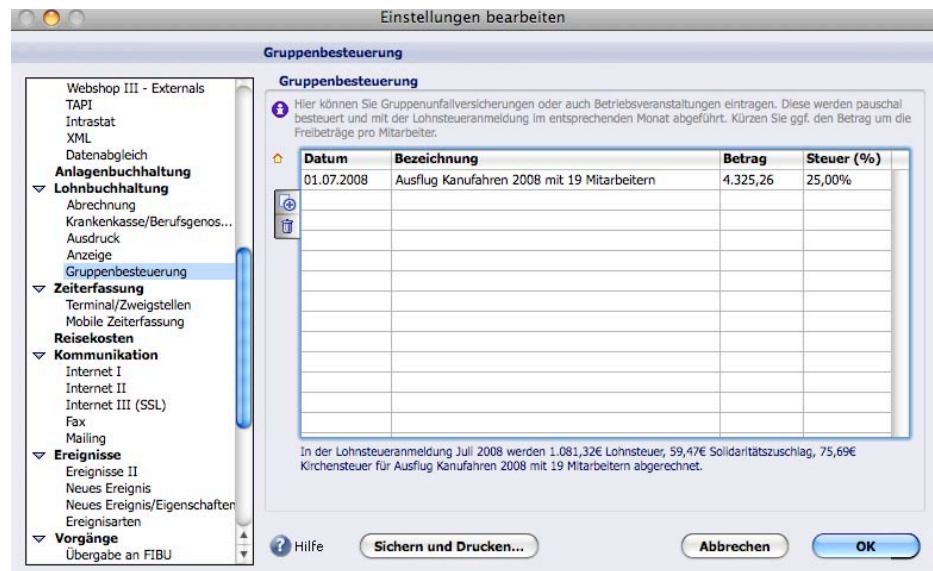 Einstellungen bearbeiten
Gruppenbesteuerung
Webshop III - Externals
TAPI
Intrastat
XML
Datenabgleich
Anlagenbuchhaltung
Lohnbuchhaltung
Abrechnung
Krankenkasse/Berufsgenos...
Ausdruck
Anzeige
Gruppenbesteuerung
Zeiterfassung
Terminal/Zweigstellen
Mobile Zeiterfassung
Reisekosten
Kommunikation
Internet I
Internet II
Internet III (SSL)
Fax
Mailing
Ereignisse
Ereignisse II
Neues Ereignis
Neues Ereignis/Eigenschaften
Ereignisarten
Vorgänge
Übergabe an FIBU
Gruppenbesteuerung
Hier können Sie Gruppenunfallversicherungen oder auch Betriebsveranstaltungen eintragen. Diese werden pauschal
besteuert und mit der Lohnsteueranmeldung im entsprechenden Monat abgeführt. Kürzen Sie ggf. den Betrag um die
Freibeträge pro Mitarbeiter.
Datum Bezeichnung Betrag Steuer (%)
01.07.2008 Ausflug Kanufahren 2008 mit 19 Mitarbeitern 4.325,26 25,00%
In der Lohnsteueranmeldung Juli 2008 werden 1.081,32€ Lohnsteuer, 59,47€ Solidaritätszuschlag, 75,69€
Kirchensteuer für Ausflug Kanufahren 2008 mit 19 Mitarbeitern abgerechnet.
Hilfe Sichern und Drucken... Abbrechen OK